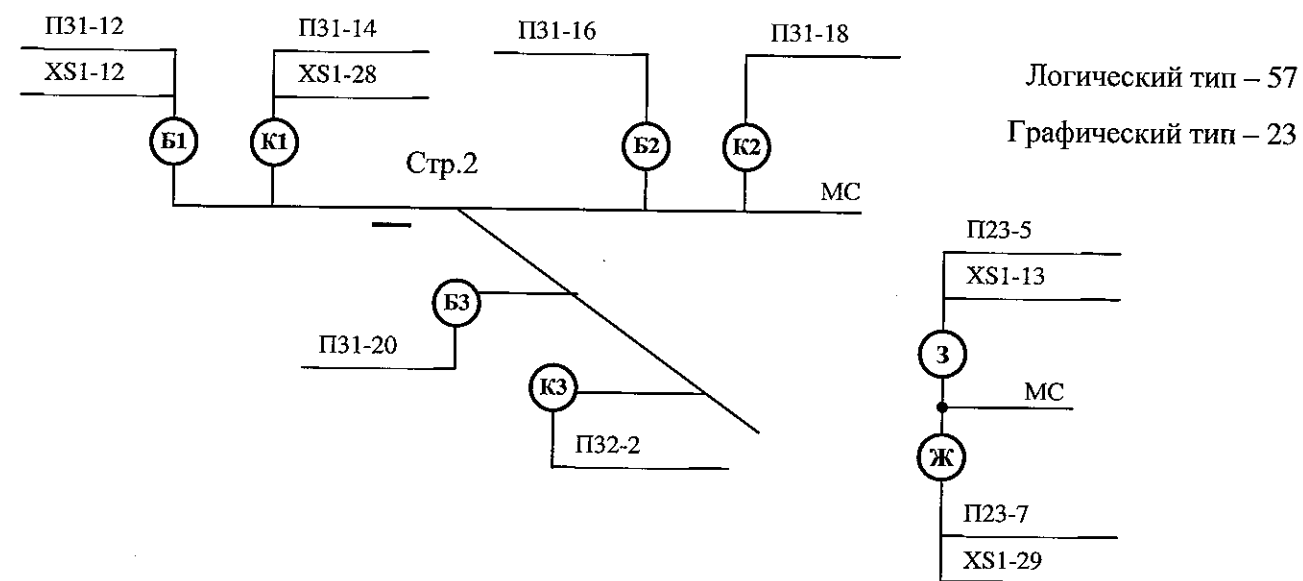 П31-12
XS1-12
Б1
П31-14
XS1-28
К1
Стр.2
П31-16
Б2
П31-18
К2
МС
Логический тип – 57
Графический тип – 23
Б3
П31-20
К3
П32-2
П23-5
XS1-13
З
МС
Ж
П23-7
XS1-29